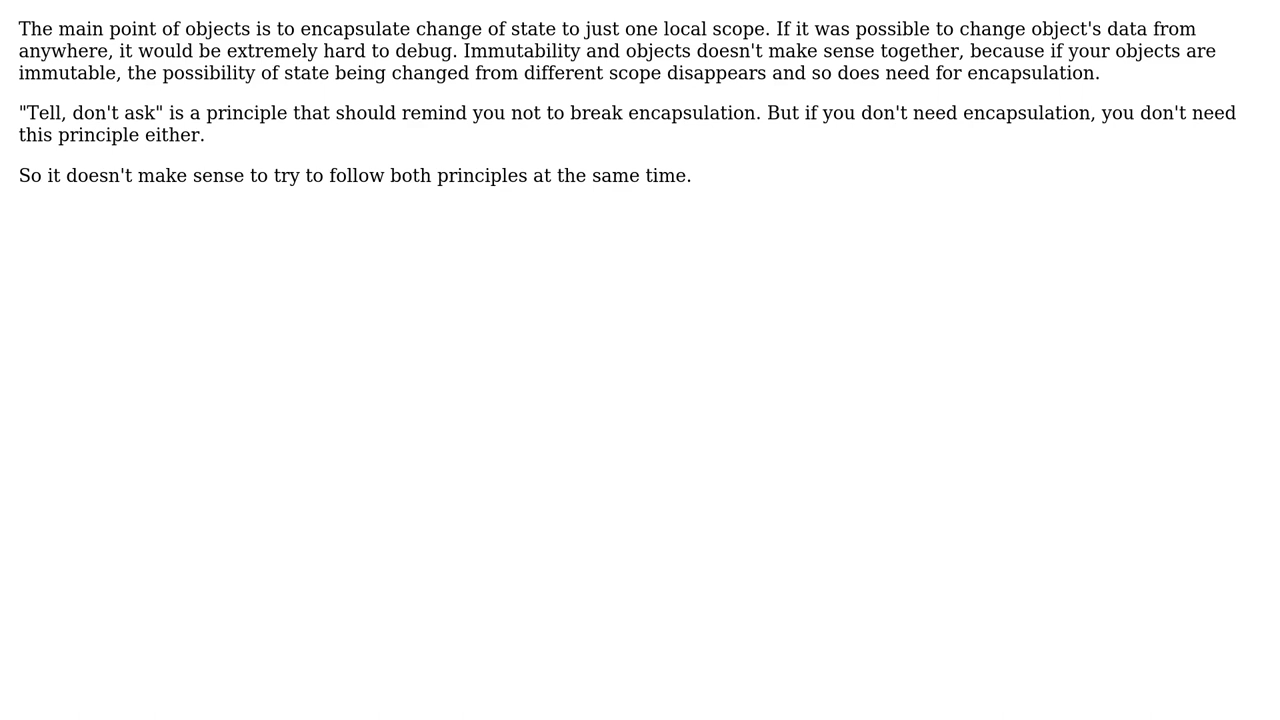 The main point of objects is to encapsulate change of state to just one local scope. If it was possible to change object's data from
anywhere, it would be extremely hard to debug. Immutability and objects doesn't make sense together, because if your objects are
immutable, the possibility of state being changed from different scope disappears and so does need for encapsulation.
"Tell, don't ask" is a principle that should remind you not to break encapsulation. But if you don't need encapsulation, you don't need
this principle either.
So it doesn't make sense to try to follow both principles at the same time.